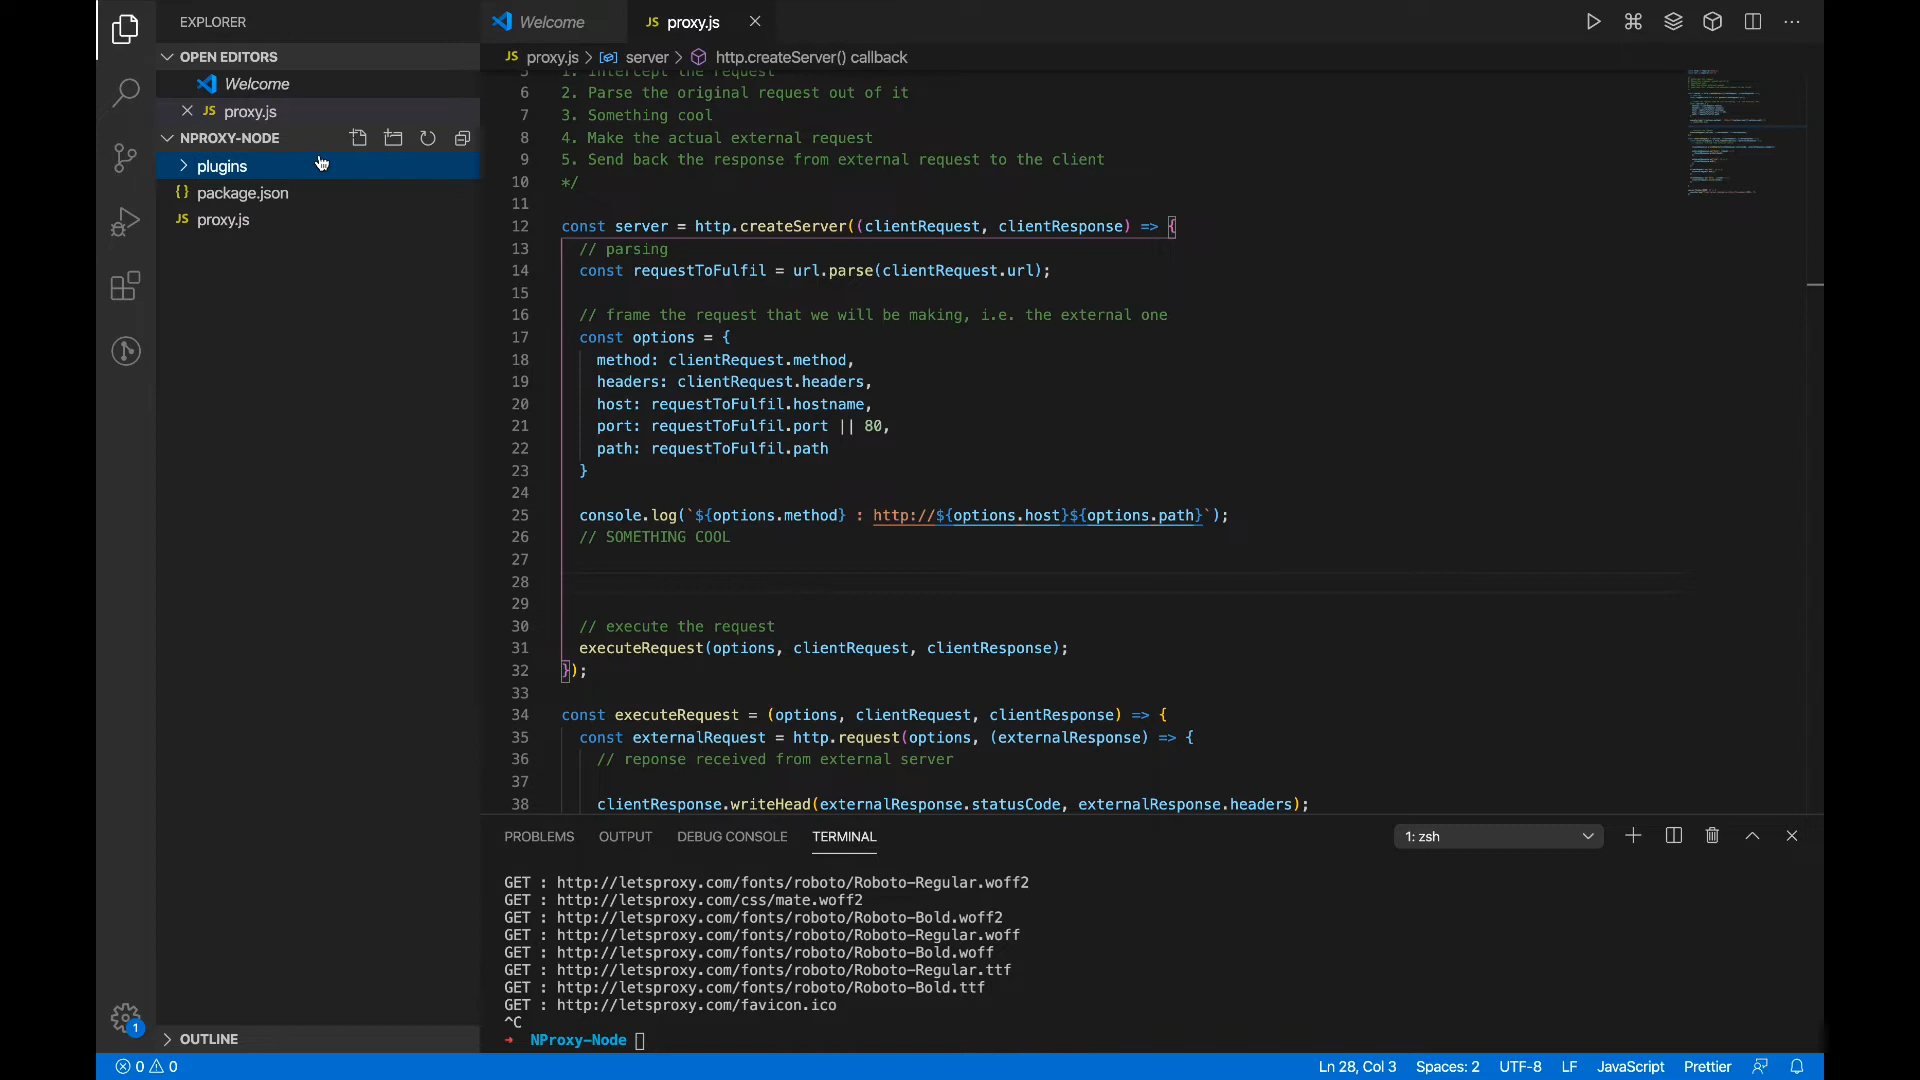 EXPLORER
OPEN EDITORS
Welcome
JS proxy.js
NPROXY-NODE
plugins
{} package.json
JS proxy.js
OUTLINE
1
Welcome
JS proxy.js
JS proxy.js > server > http.createServer() callback
5 1. Intercept the request
6 2. Parse the original request out of it
7 3. Something cool
8 4. Make the actual external request
9 5. Send back the response from external request to the client
10 */
11
12 const server = http.createServer((clientRequest, clientResponse) => {
13 // parsing
14 const requestToFulfil = url.parse(clientRequest.url);
15
16 // frame the request that we will be making, i.e. the external one
17 const options = {
18 method: clientRequest.method,
19 headers: clientRequest.headers,
20 host: requestToFulfil.hostname,
21 port: requestToFulfil.port || 80,
22 path: requestToFulfil.path
23 }
24
25 console.log(`${options.method} : http://${options.host}${options.path}`);
26 // SOMETHING COOL
27
28
29
30 // execute the request
31 executeRequest(options, clientRequest, clientResponse);
32 });
33
34 const executeRequest = (options, clientRequest, clientResponse) => {
35 const externalRequest = http.request(options, (externalResponse) => {
36 // reponse received from external server
37
38 clientResponse.writeHead(externalResponse.statusCode, externalResponse.headers);
PROBLEMS OUTPUT DEBUG CONSOLE TERMINAL 1: zsh
GET : http://letsproxy.com/fonts/roboto/Roboto-Regular.woff2
GET : http://letsproxy.com/css/mate.woff2
GET : http://letsproxy.com/fonts/roboto/Roboto-Bold.woff2
GET : http://letsproxy.com/fonts/roboto/Roboto-Regular.woff
GET : http://letsproxy.com/fonts/roboto/Roboto-Bold.woff
GET : http://letsproxy.com/fonts/roboto/Roboto-Regular.ttf
GET : http://letsproxy.com/fonts/roboto/Roboto-Bold.ttf
GET : http://letsproxy.com/favicon.ico
^C
➜ NProxy-Node
0 0 Ln 28, Col 3 Spaces: 2 UTF-8 LF JavaScript Prettier